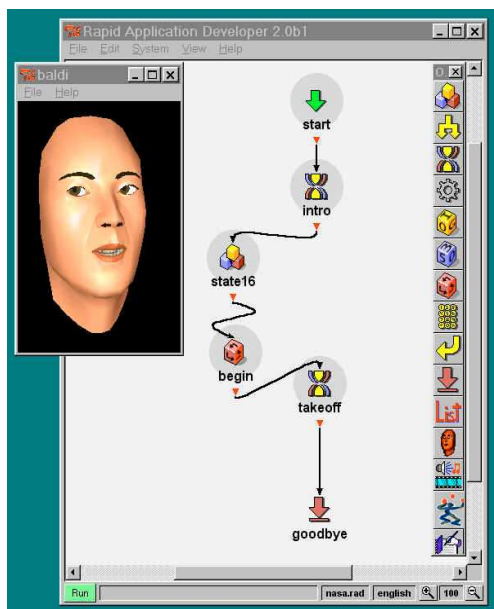 Rapid Application Developer 2.0b1
File Edit System View Help
baldi
File Help
O
start
intro
state16
begin
takeoff
goodbye
List
Run
nasa.rad
english
100